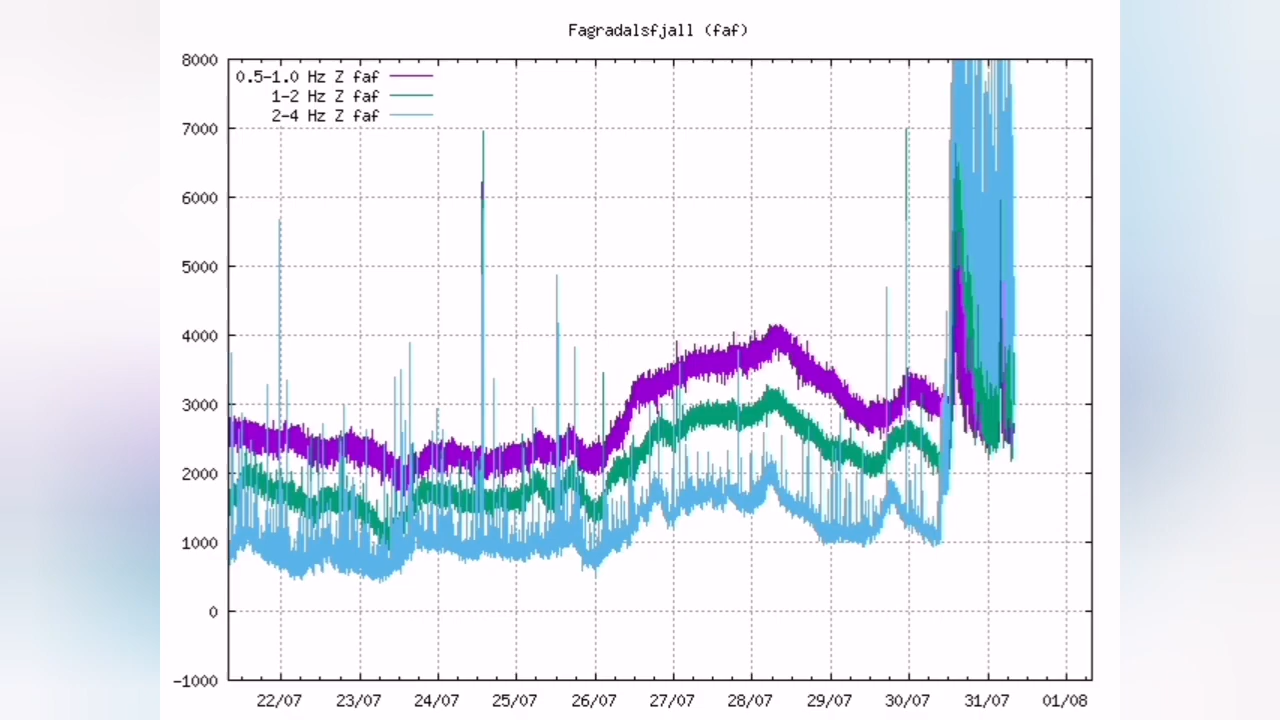 Fagradalsfjall (faf)
8000
0.5-1.0 Hz Z faf
1-2 Hz Z faf
2-4 Hz Z faf
7000
6000
5000
4000
3000
2000
1000
0
-1000
22/07 23/07 24/07 25/07 26/07 27/07 28/07 29/07 30/07 31/07 01/08